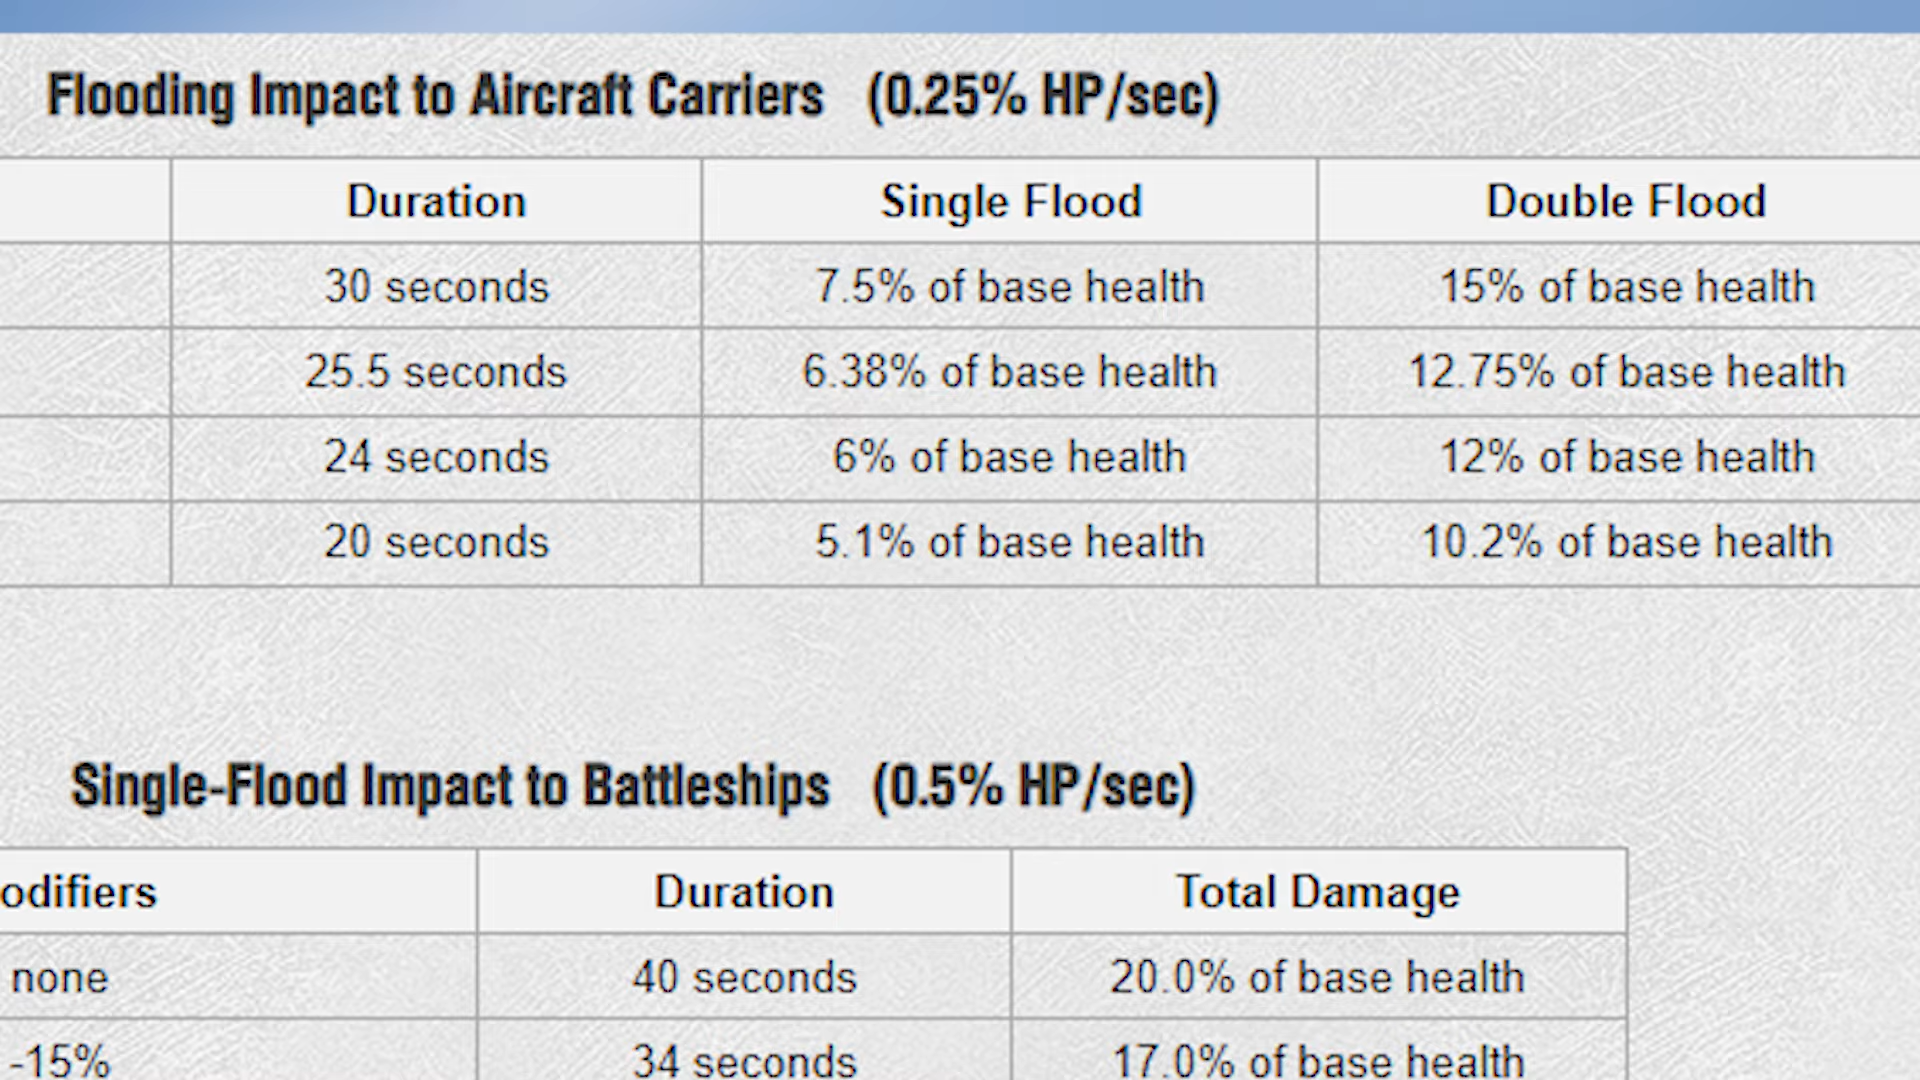 Flooding Impact to Aircraft Carriers (0.25% HP/sec)
Duration Single Flood Double Flood
30 seconds 7.5% of base health 15% of base health
25.5 seconds 6.38% of base health 12.75% of base health
24 seconds 6% of base health 12% of base health
20 seconds 5.1% of base health 10.2% of base health
Single-Flood Impact to Battleships (0.5% HP/sec)
odifiers Duration Total Damage
none 40 seconds 20.0% of base health
-15% 34 seconds 17.0% of base health